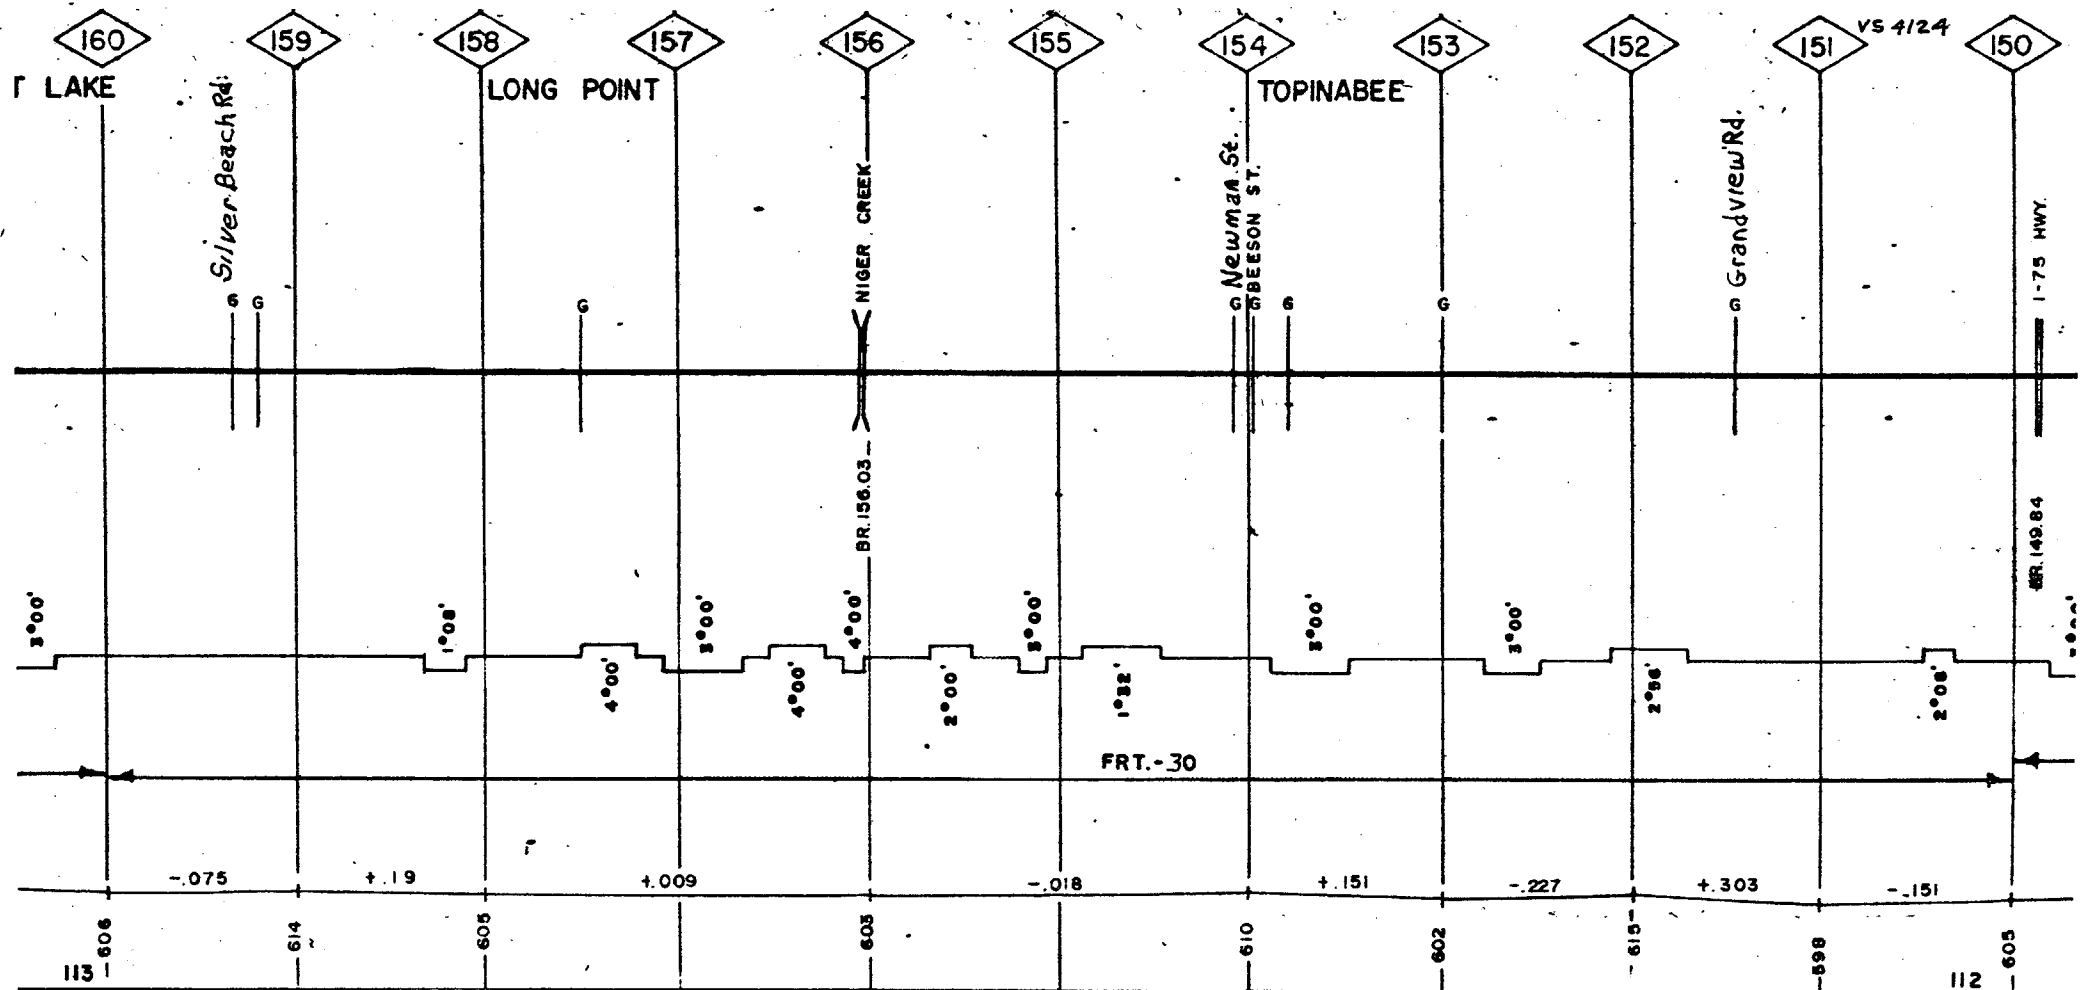 160 159 158 157 156 155 154 153 152 151 VS 4124 150
LAKE LONG POINT TOPINABEE
Silver Beach Rd.
NIGER CREEK
Newman St.
BEESON ST.
Grandview Rd.
I-75 HWY.
G G G G G G G G
BR. 156.03
BR. 149.84
3°00' 1°08' 3°00' 4°00' 3°00' 3°00' 3°00'
4°00' 4°00' 2°00' 1°32' 2°56' 2°08'
FRT.-30
-.075 +.19 +.009 -.018 +.151 -.227 +.303 -.151
606 614 605 603 610 602 615 598 605
113 112